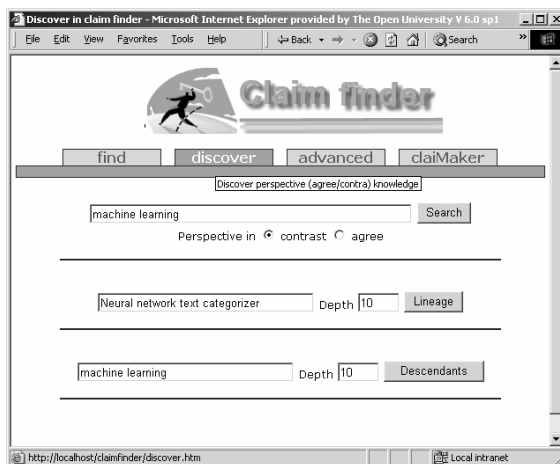 Discover in claim finder - Microsoft Internet Explorer provided by The Open University V 6.0 sp1
File Edit View Favorites Tools Help Back Search »
Claim finder
find discover advanced claiMaker
Discover perspective (agree/contra) knowledge
machine learning Search
Perspective in contrast agree
Neural network text categorizer Depth 10 Lineage
machine learning Depth 10 Descendants
http://localhost/claimfinder/discover.htm Local intranet